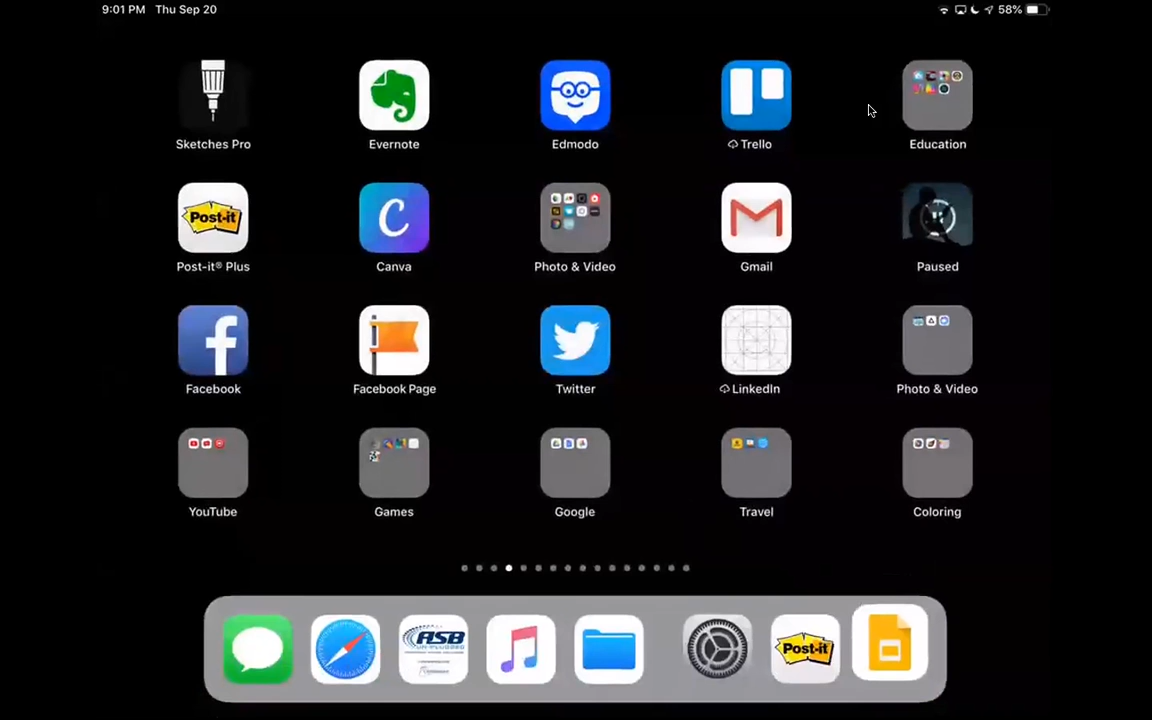 9:01 PM Thu Sep 20 58%
Sketches Pro Evernote Edmodo Trello Education
Post-it
Post-it® Plus Canva Photo & Video Gmail Paused
Facebook Facebook Page Twitter LinkedIn Photo & Video
YouTube Games Google Travel Coloring
ASB
UN-PLUGGED
Post-it